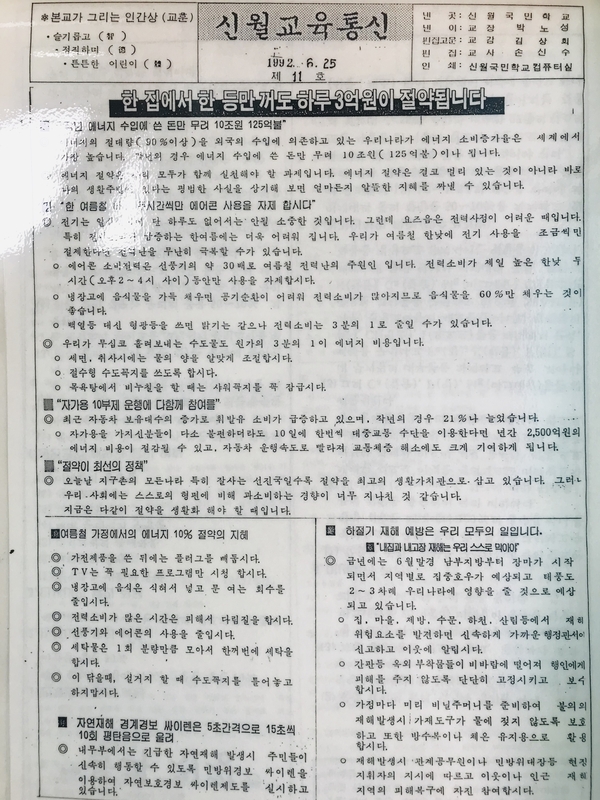 ※본교가 그리는 인간상 (교훈)
·슬기롭고 (智)
·정직하며 (德)
·튼튼한 어린이 (體)
신월교육통신
1992. 6. 25
제 11 호
낸 곳: 신 월 국 민 학 교
낸 이: 교 장 박 노 성
편집고문: 교 감 김 상 희
편 집: 교 사 손 신 수
인 쇄: 신월국민학교컴퓨터실
한 집에서 한 등만 꺼도 하루 3억원이 절약됩니다
에너지 수입에 쓴 돈만 무려 10조원 125억불"
절대량 (90%이상)을 외국의 수입에 의존하고 있는 우리나라가 에너지 소비증가율은 세계에서
높습니다. 작년의 경우 에너지 수입에 쓴 돈만 무려 10조원(125억불)이나 됩니다.
에너지 절약은 우리 모두가 함께 실천해야 할 과제입니다. 에너지 절약은 결코 멀리 있는 것이 아니라 바로
나의 생활주변에 있다는 평범한 사실을 상기해 보면 얼마든지 알뜰한 지혜를 짜낼 수 있습니다.
"한 여름철 시간씩만 에어콘 사용을 자제 합시다"
◎ 전기는 일상 단 하루도 없어서는 안될 소중한 것입니다. 그런데 요즈음은 전력사정이 어려운 때입니다.
특히 급증하는 한여름에는 더욱 어려워 집니다. 우리가 여름철 한낮에 전기 사용을 조금씩만
절제한다면 전력난을 무난히 극복할 수가 있습니다.
○ 에어콘 소비전력은 선풍기의 약 30배로 여름철 전력난의 주원인 입니다. 전력소비가 제일 높은 한낮 두
시간(오후2~4시 사이)동안만 사용을 자제합시다.
○ 냉장고에 음식물을 가득 채우면 공기순환이 어려워 전력소비가 많아지므로 음식물을 60%만 채우는 것이
좋습니다.
○ 백열등 대신 형광등을 쓰면 밝기는 같으나 전력소비는 3분의 1로 줄일 수가 있습니다.
◎ 우리가 무심코 흘려보내는 수도물도 원가의 3분의 1이 에너지 비용입니다.
○ 세면, 취사시에는 물의 양을 알맞게 조절합시다.
○ 절수형 수도꼭지를 쓰도록 합시다.
○ 목욕탕에서 비누칠을 할 때는 샤워꼭지를 꼭 잠급시다.
"자가용 10부제 운행에 다함께 참여를"
◎ 최근 자동차 보유대수의 증가로 휘발유 소비가 급증하고 있으며, 작년의 경우 21%나 늘었습니다.
○ 자가용을 가지신분들이 다소 불편하더라도 10일에 한번씩 대중교통 수단을 이용한다면 년간 2,500억원의
에너지 비용이 절감될 수 있고, 자동차 운행속도로 빨라져 교통체증 해소에도 크게 기여하게 됩니다.
"절약이 최선의 정책"
◎ 오늘날 지구촌의 모든나라 특히 잘사는 선진국일수록 절약을 최고의 생활가치관으로 삼고 있습니다. 그러나
우리 사회에는 스스로의 형편에 비해 과소비하는 경향이 너무 지나친 것 같습니다.
지금은 다같이 절약을 생활화 해야 할 때입니다.
여름철 가정에서의 에너지 10% 절약의 지혜
◎ 가전제품을 쓴 뒤에는 플러그를 빼둡시다.
◎ TV는 꼭 필요한 프로그램만 시청 합시다.
◎ 냉장고에 음식은 식혀서 넣고 문 여는 회수를
줄입시다.
◎ 전력소비가 많은 시간은 피해서 다림질을 합시다.
◎ 선풍기와 에어콘의 사용을 줄입시다.
◎ 세탁물은 1회 분량만큼 모아서 한꺼번에 세탁을
합시다.
◎ 이 닦을때, 설거지 할 때 수도꼭지를 틀어놓고
하지맙시다.
자연재해 경계경보 싸이렌은 5초간격으로 15초씩
10회 평탄음으로 울려
◎ 내무부에서는 긴급한 자연재해 발생시 주민들이
신속히 행동할 수 있도록 민방위경보 싸이렌을
이용하여 자연보호경보 싸이렌제도를 실시하고
있습니다.
하절기 재해 예방은 우리 모두의 일입니다.
"내집과 내고장 재해는 우리 스스로 막아야"
◎ 금년에는 6월말경 남부지방부터 장마가 시작
되면서 지역별로 집중호우가 예상되고 태풍도
2~3차례 우리나라에 영향을 줄 것으로 예상
되고 있습니다.
○ 집, 마을, 제방, 수문, 하천, 산림등에서 재해
위험요소를 발견하면 신속하게 가까운 행정관서에
신고하고 이웃에 알립시다.
○ 간판등 옥외 부착물들이 비바람에 떨어져 행인에게
피해를 주지 않도록 단단히 고정시키고 보수
합시다.
○ 가정마다 미리 비닐주머니를 준비하여 불의의
재해발생시 가재도구가 물에 젖지 않도록 보호
하고 또한 방수복이나 체온 유지용으로 활용
합시다.
○ 재해발생시 관계공무원이나 민방위대장등 현장
지휘자의 지시에 따르고 이웃이나 인근 재해
지역의 피해복구에 자진 참여합시다.